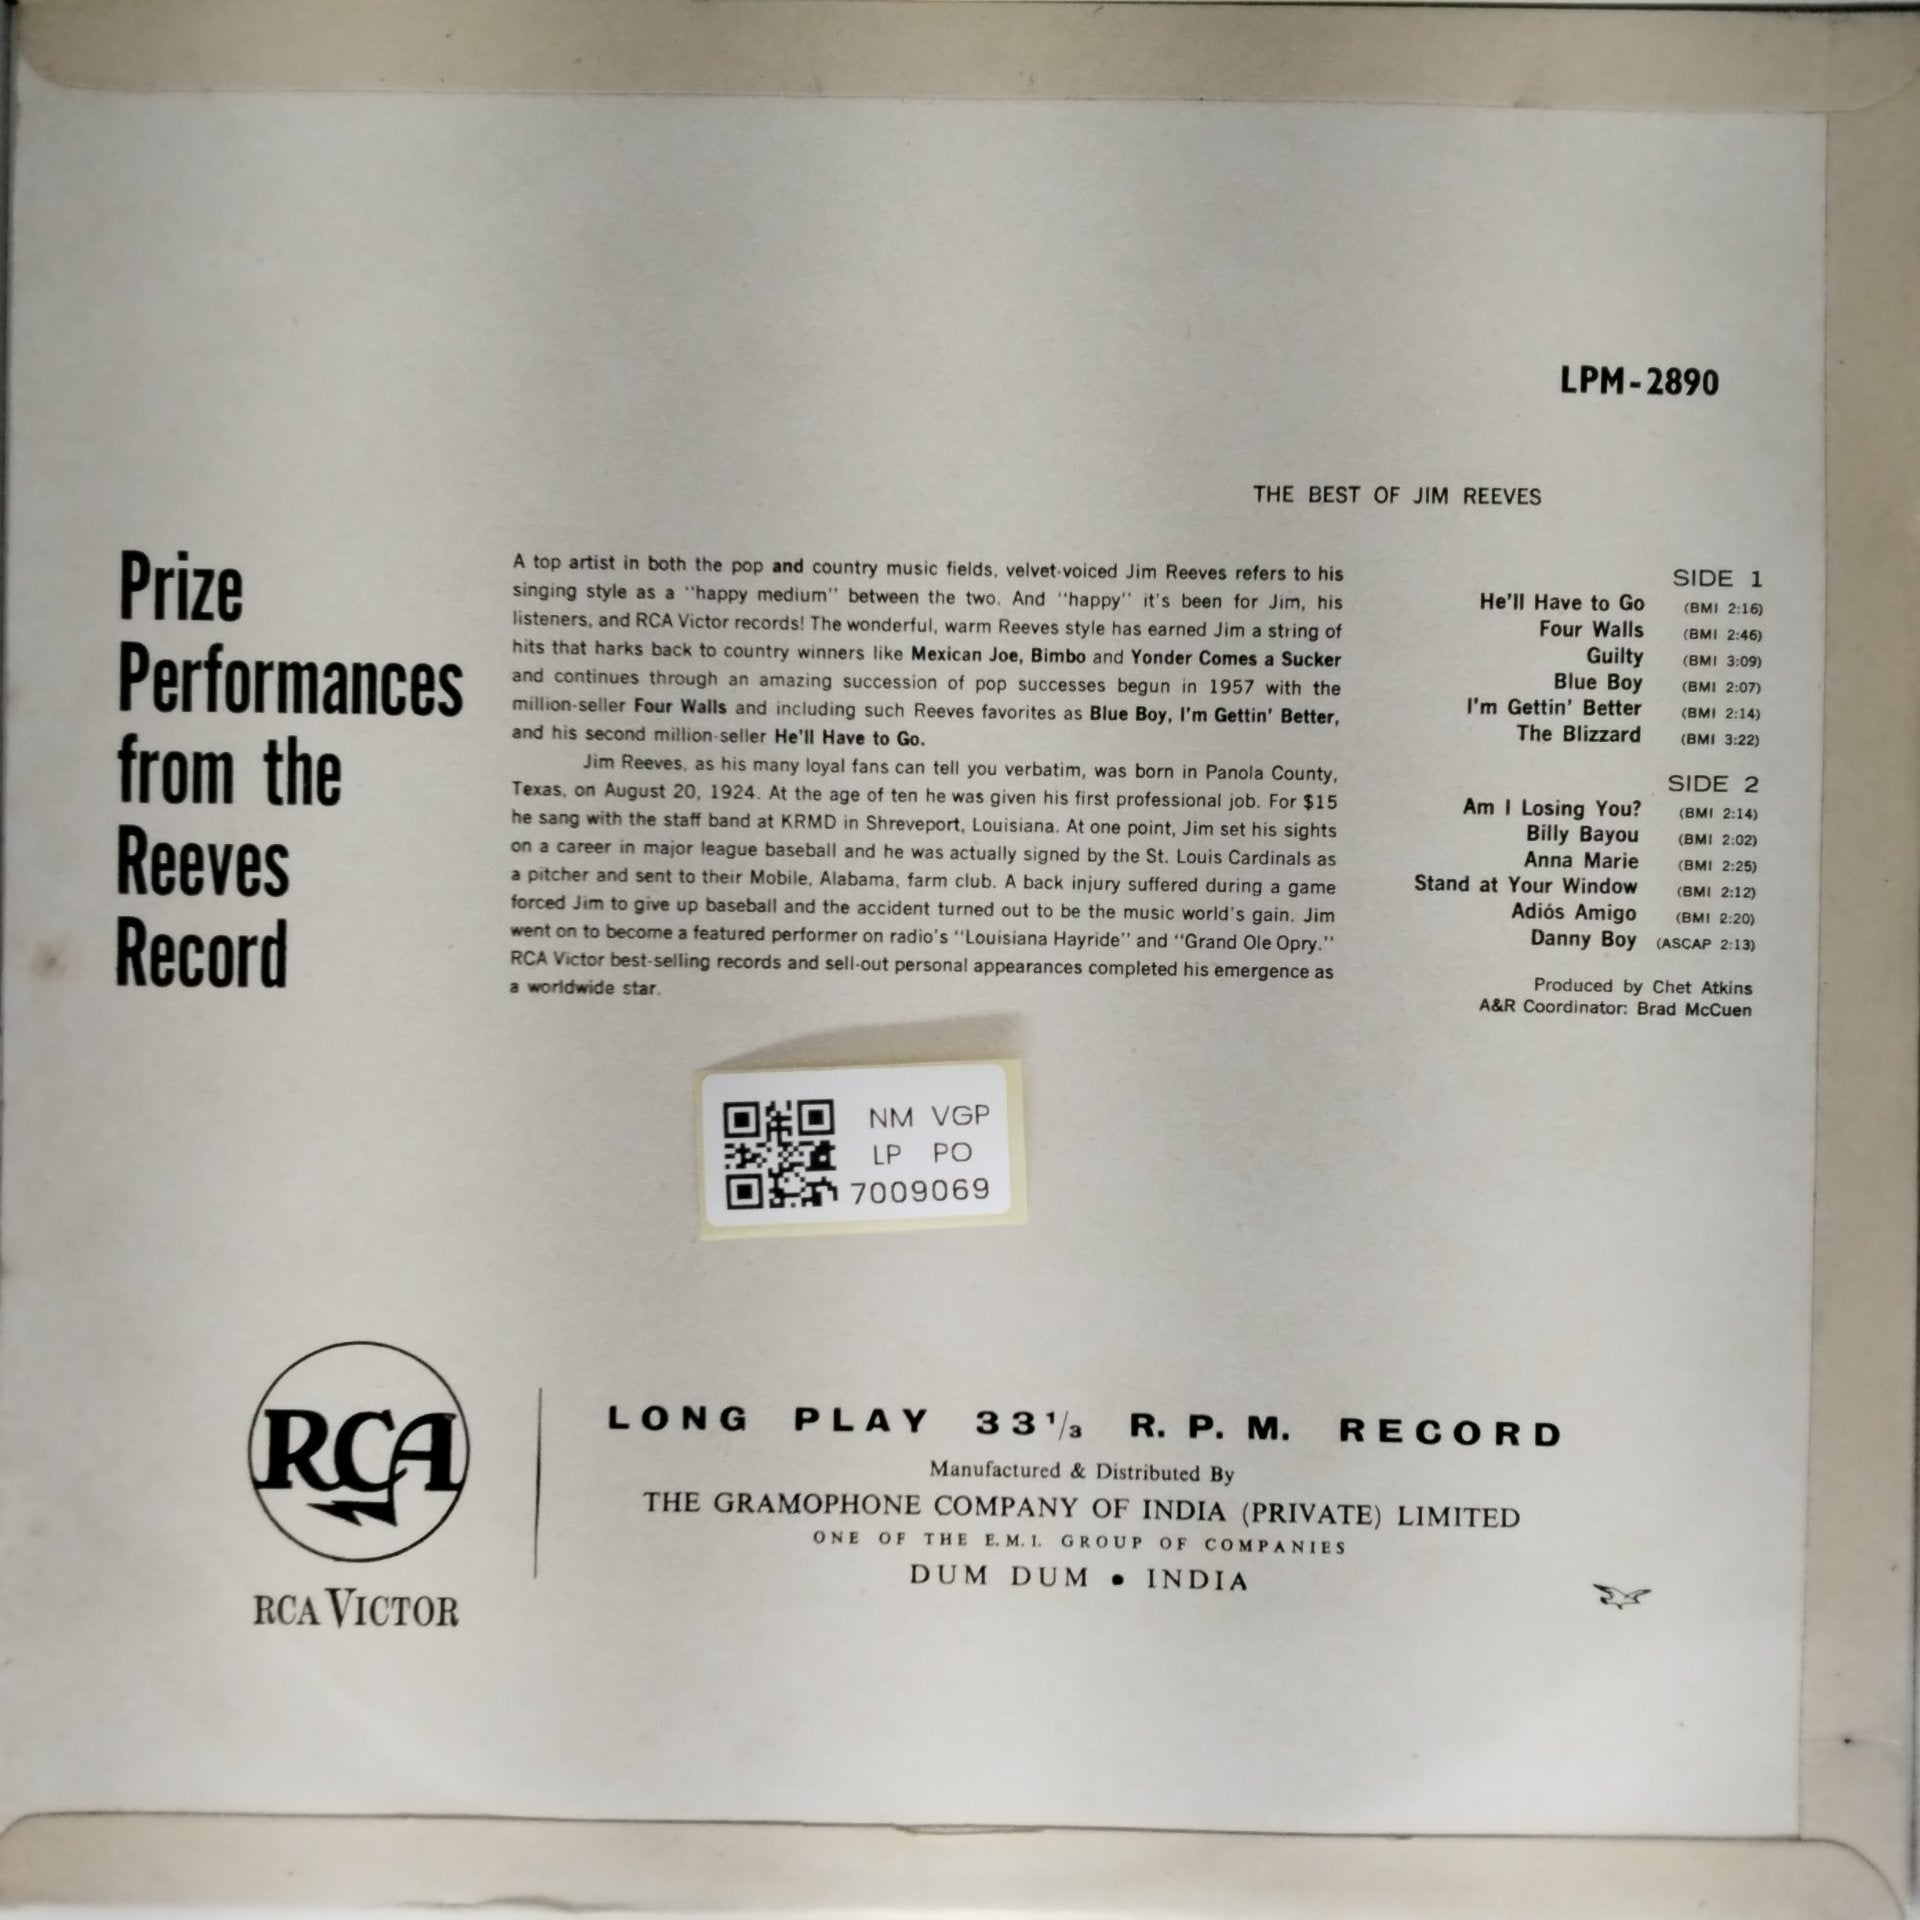 LPM-2890
THE BEST OF JIM REEVES
Prize
Performances
from the
Reeves
Record
A top artist in both the pop and country music fields, velvet-voiced Jim Reeves refers to his
singing style as a "happy medium" between the two. And "happy" it's been for Jim, his
listeners, and RCA Victor records! The wonderful, warm Reeves style has earned Jim a string of
hits that harks back to country winners like Mexican Joe, Bimbo and Yonder Comes a Sucker
and continues through an amazing succession of pop successes begun in 1957 with the
million-seller Four Walls and including such Reeves favorites as Blue Boy, I'm Gettin' Better,
and his second million-seller He'll Have to Go.
Jim Reeves, as his many loyal fans can tell you verbatim, was born in Panola County,
Texas, on August 20, 1924. At the age of ten he was given his first professional job. For $15
he sang with the staff band at KRMD in Shreveport, Louisiana. At one point, Jim set his sights
on a career in major league baseball and he was actually signed by the St. Louis Cardinals as
a pitcher and sent to their Mobile, Alabama, farm club. A back injury suffered during a game
forced Jim to give up baseball and the accident turned out to be the music world's gain. Jim
went on to become a featured performer on radio's "Louisiana Hayride" and "Grand Ole Opry."
RCA Victor best-selling records and sell-out personal appearances completed his emergence as
a worldwide star.
SIDE 1
He'll Have to Go (BMI 2:16)
Four Walls (BMI 2:46)
Guilty (BMI 3:09)
Blue Boy (BMI 2:07)
I'm Gettin' Better (BMI 2:14)
The Blizzard (BMI 3:22)
SIDE 2
Am I Losing You? (BMI 2:14)
Billy Bayou (BMI 2:02)
Anna Marie (BMI 2:25)
Stand at Your Window (BMI 2:12)
Adiós Amigo (BMI 2:20)
Danny Boy (ASCAP 2:13)
Produced by Chet Atkins
A&R Coordinator: Brad McCuen
NM VGP
LP PO
7009069
RCA
RCA VICTOR
LONG PLAY 33 1/3 R.P.M. RECORD
Manufactured & Distributed By
THE GRAMOPHONE COMPANY OF INDIA (PRIVATE) LIMITED
ONE OF THE E.M.I. GROUP OF COMPANIES
DUM DUM • INDIA